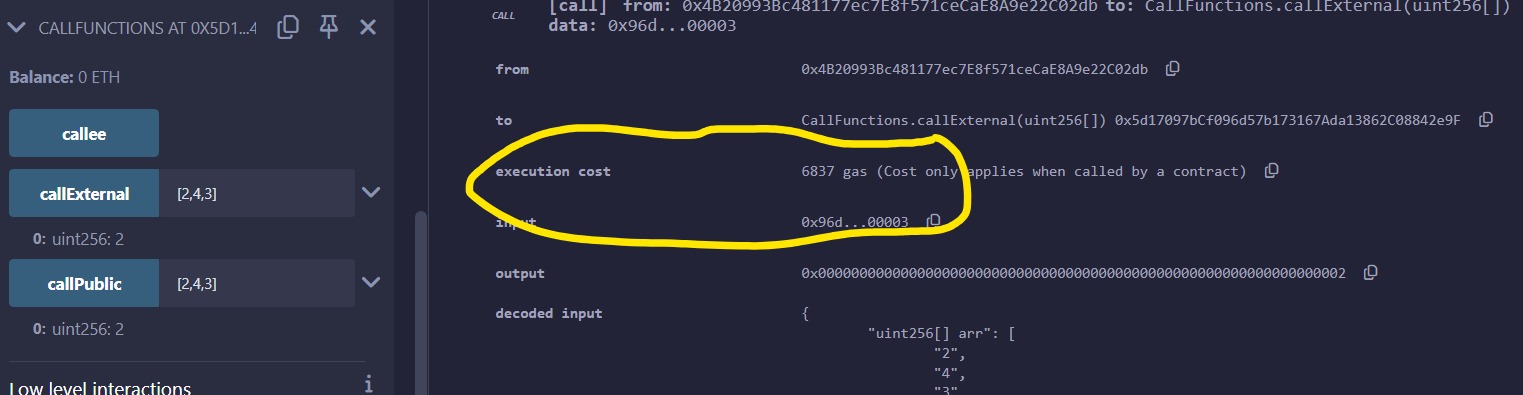 CALLFUNCTIONS AT 0X5D1...4
Balance: 0 ETH
callee
callExternal [2,4,3]
0: uint256: 2
callPublic [2,4,3]
0: uint256: 2
Low level interactions
i
CALL
[call] from: 0x4B20993Bc481177ec7E8f571ceCaE8A9e22C02db to: CallFunctions.callExternal(uint256[])
data: 0x96d...00003
from 0x4B20993Bc481177ec7E8f571ceCaE8A9e22C02db
to CallFunctions.callExternal(uint256[]) 0x5d17097bCf096d57b173167Ada13862C08842e9F
execution cost 6837 gas (Cost only applies when called by a contract)
input 0x96d...00003
output 0x0000000000000000000000000000000000000000000000000000000000000002
decoded input {
"uint256[] arr": [
"2",
"4",
"3"